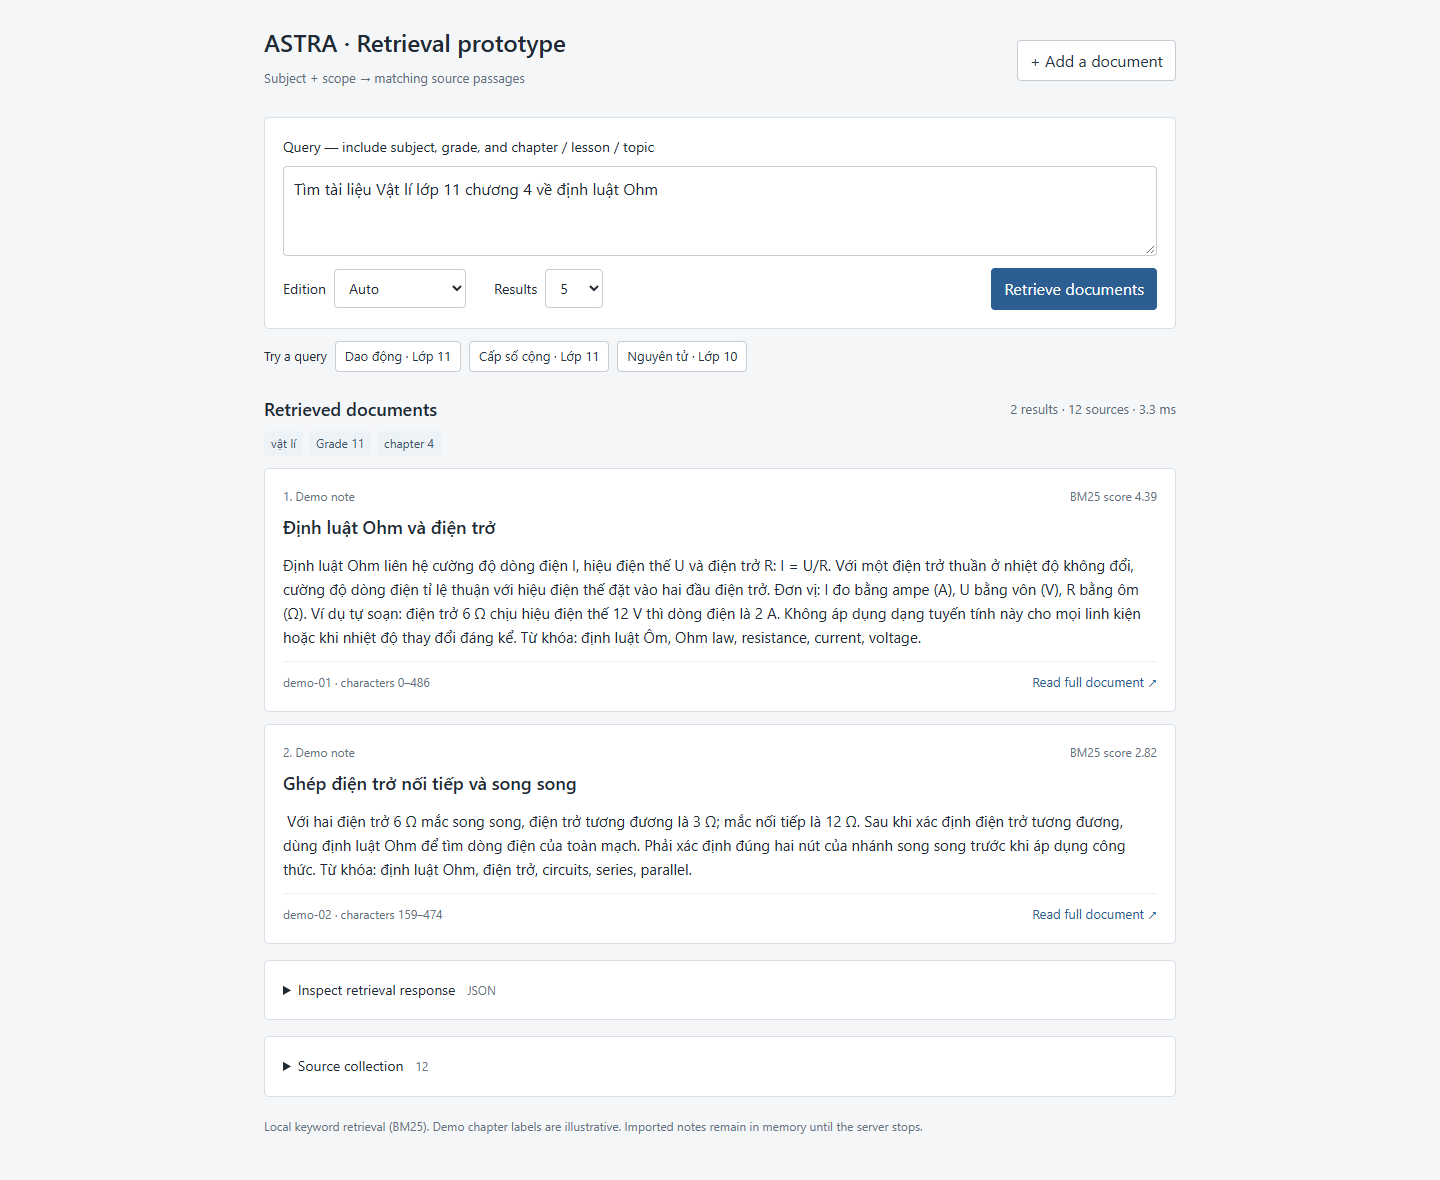 ASTRA · Retrieval prototype
Subject + scope → matching source passages
+ Add a document
Query — include subject, grade, and chapter / lesson / topic
Tìm tài liệu Vật lí lớp 11 chương 4 về định luật Ohm
Edition Auto Results 5 Retrieve documents
Try a query Dao động · Lớp 11 Cấp số cộng · Lớp 11 Nguyên tử · Lớp 10
Retrieved documents 2 results · 12 sources · 3.3 ms
vật lí Grade 11 chapter 4
1. Demo note BM25 score 4.39
Định luật Ohm và điện trở
Định luật Ohm liên hệ cường độ dòng điện I, hiệu điện thế U và điện trở R: I = U/R. Với một điện trở thuần ở nhiệt độ không đổi,
cường độ dòng điện tỉ lệ thuận với hiệu điện thế đặt vào hai đầu điện trở. Đơn vị: I đo bằng ampe (A), U bằng vôn (V), R bằng ôm
(Ω). Ví dụ tự soạn: điện trở 6 Ω chịu hiệu điện thế 12 V thì dòng điện là 2 A. Không áp dụng dạng tuyến tính này cho mọi linh kiện
hoặc khi nhiệt độ thay đổi đáng kể. Từ khóa: định luật Ôm, Ohm law, resistance, current, voltage.
demo-01 · characters 0–486 Read full document ↗
2. Demo note BM25 score 2.82
Ghép điện trở nối tiếp và song song
Với hai điện trở 6 Ω mắc song song, điện trở tương đương là 3 Ω; mắc nối tiếp là 12 Ω. Sau khi xác định điện trở tương đương,
dùng định luật Ohm để tìm dòng điện của toàn mạch. Phải xác định đúng hai nút của nhánh song song trước khi áp dụng công
thức. Từ khóa: định luật Ohm, điện trở, circuits, series, parallel.
demo-02 · characters 159–474 Read full document ↗
▶ Inspect retrieval response JSON
▶ Source collection 12
Local keyword retrieval (BM25). Demo chapter labels are illustrative. Imported notes remain in memory until the server stops.